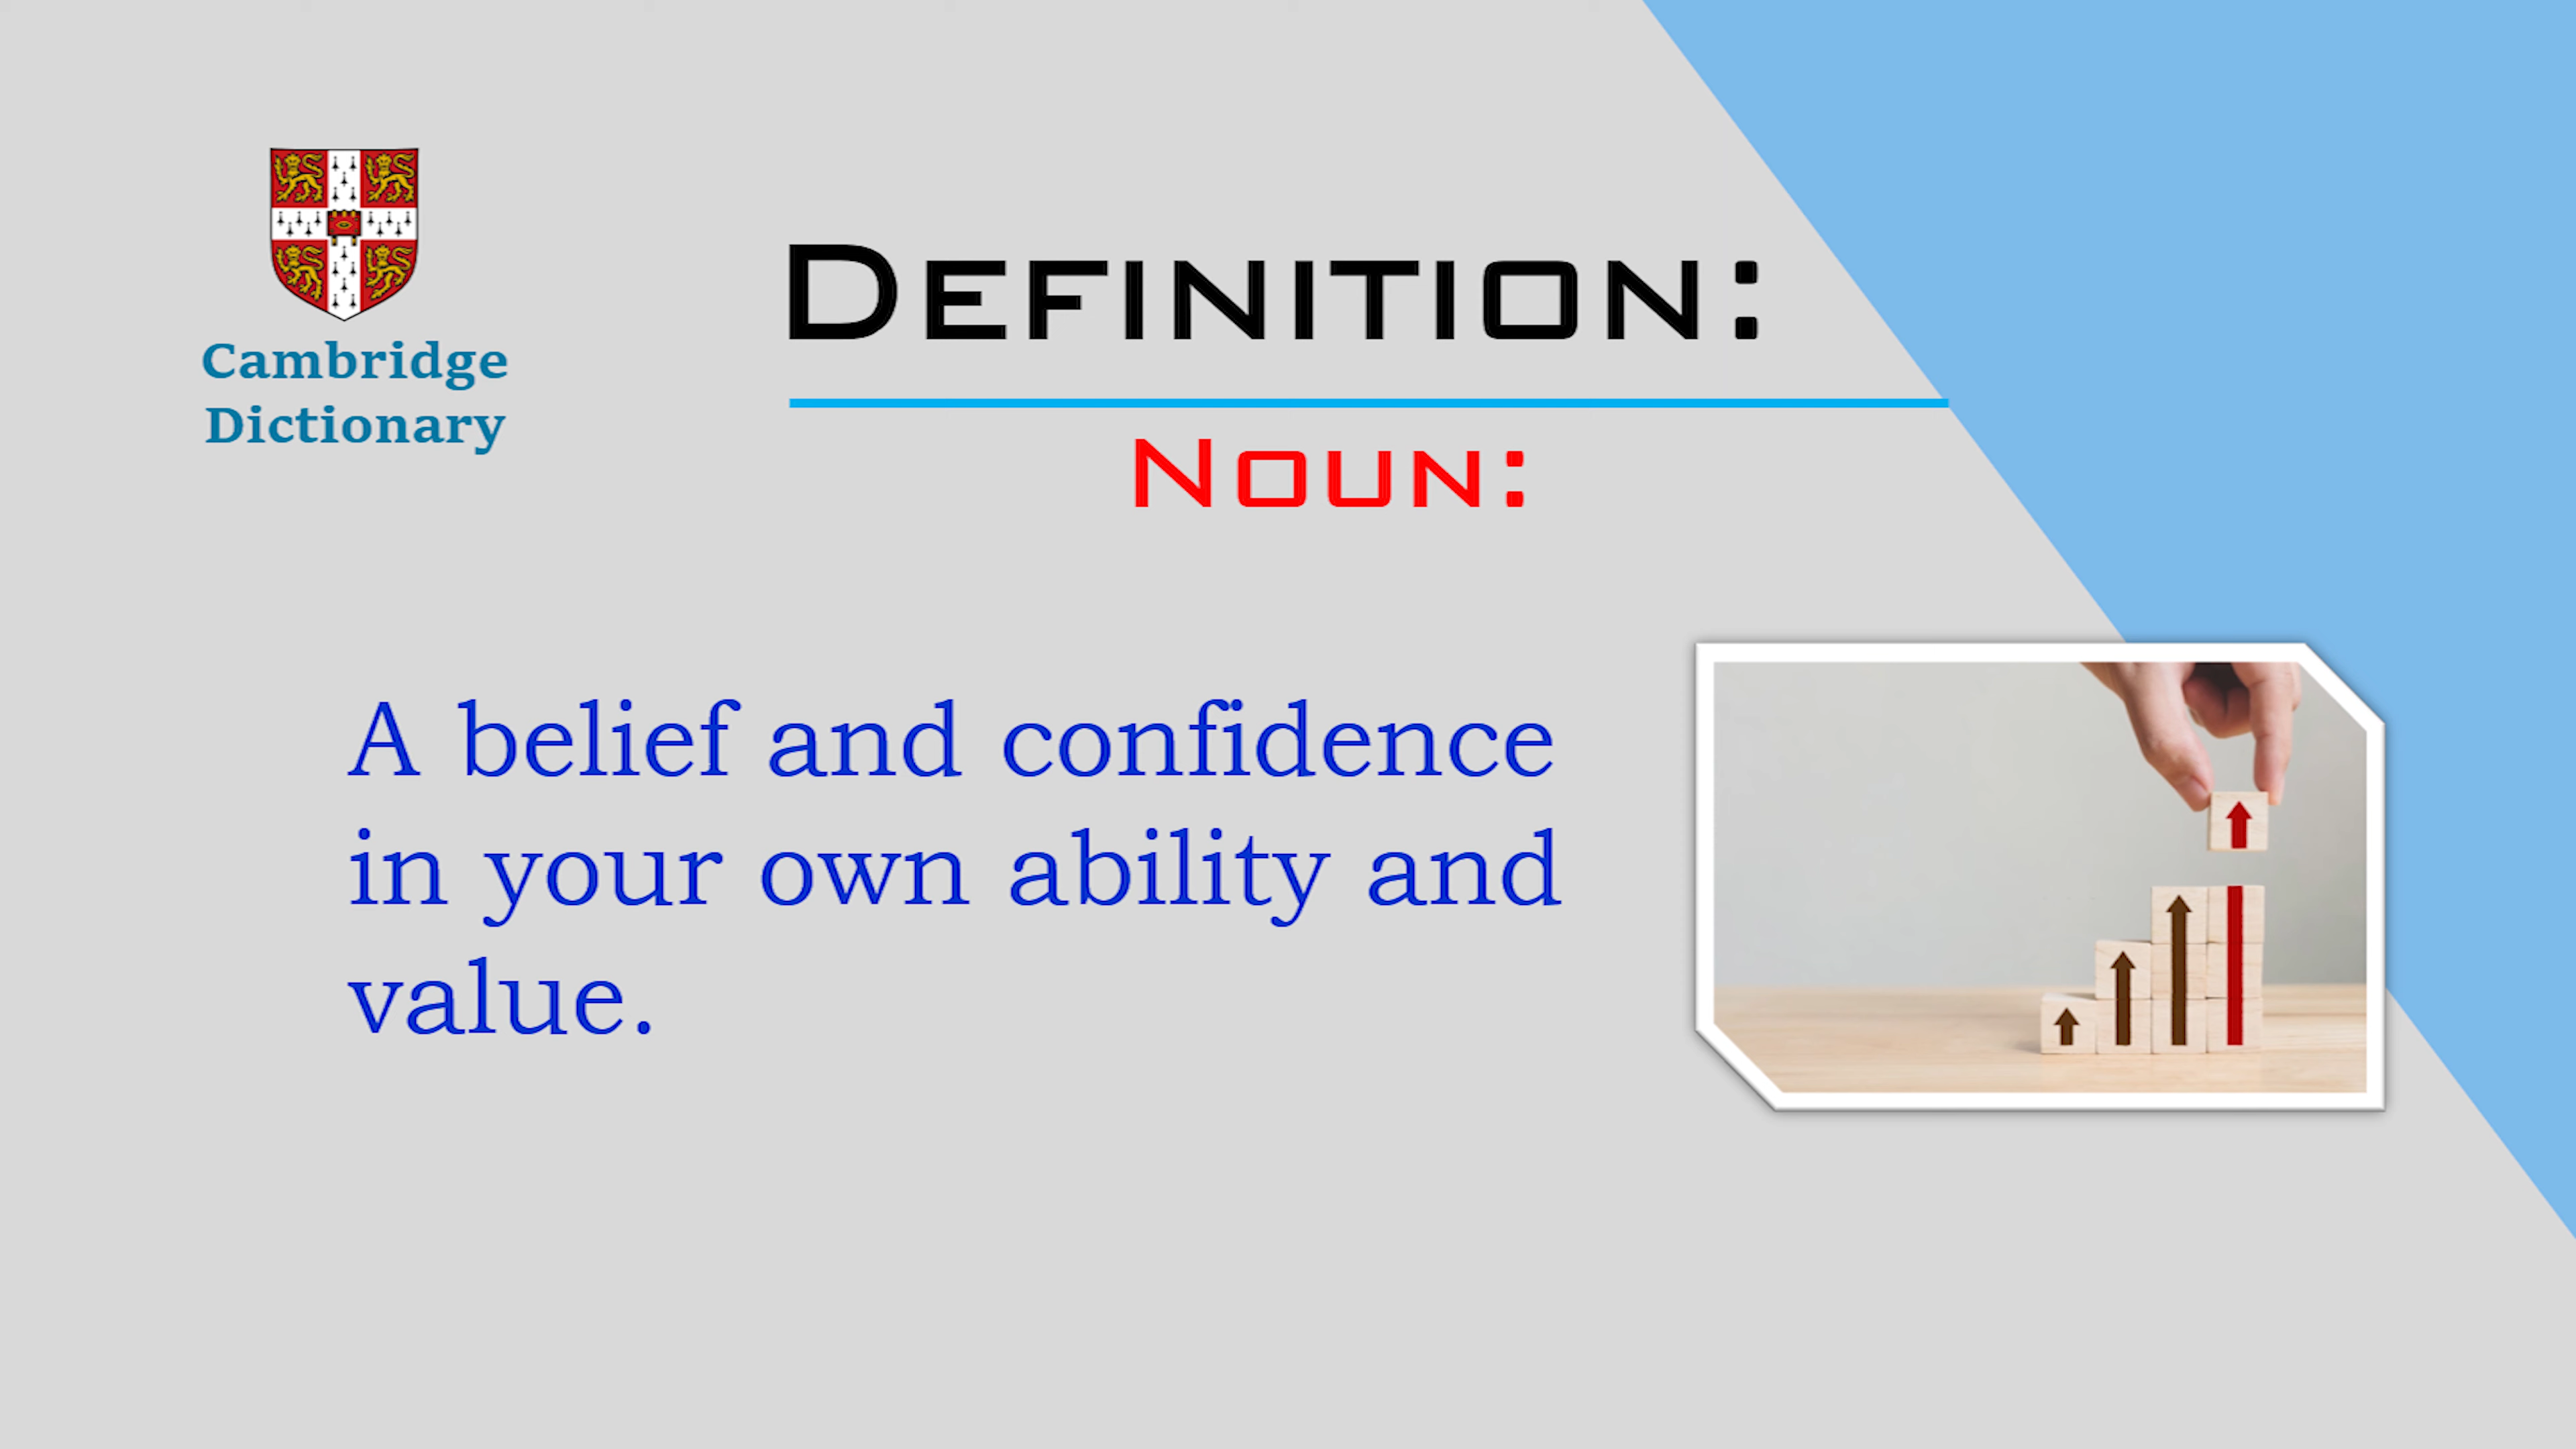 Cambridge
Dictionary
DEFINITION:
NOUN:
A belief and confidence
in your own ability and
value.